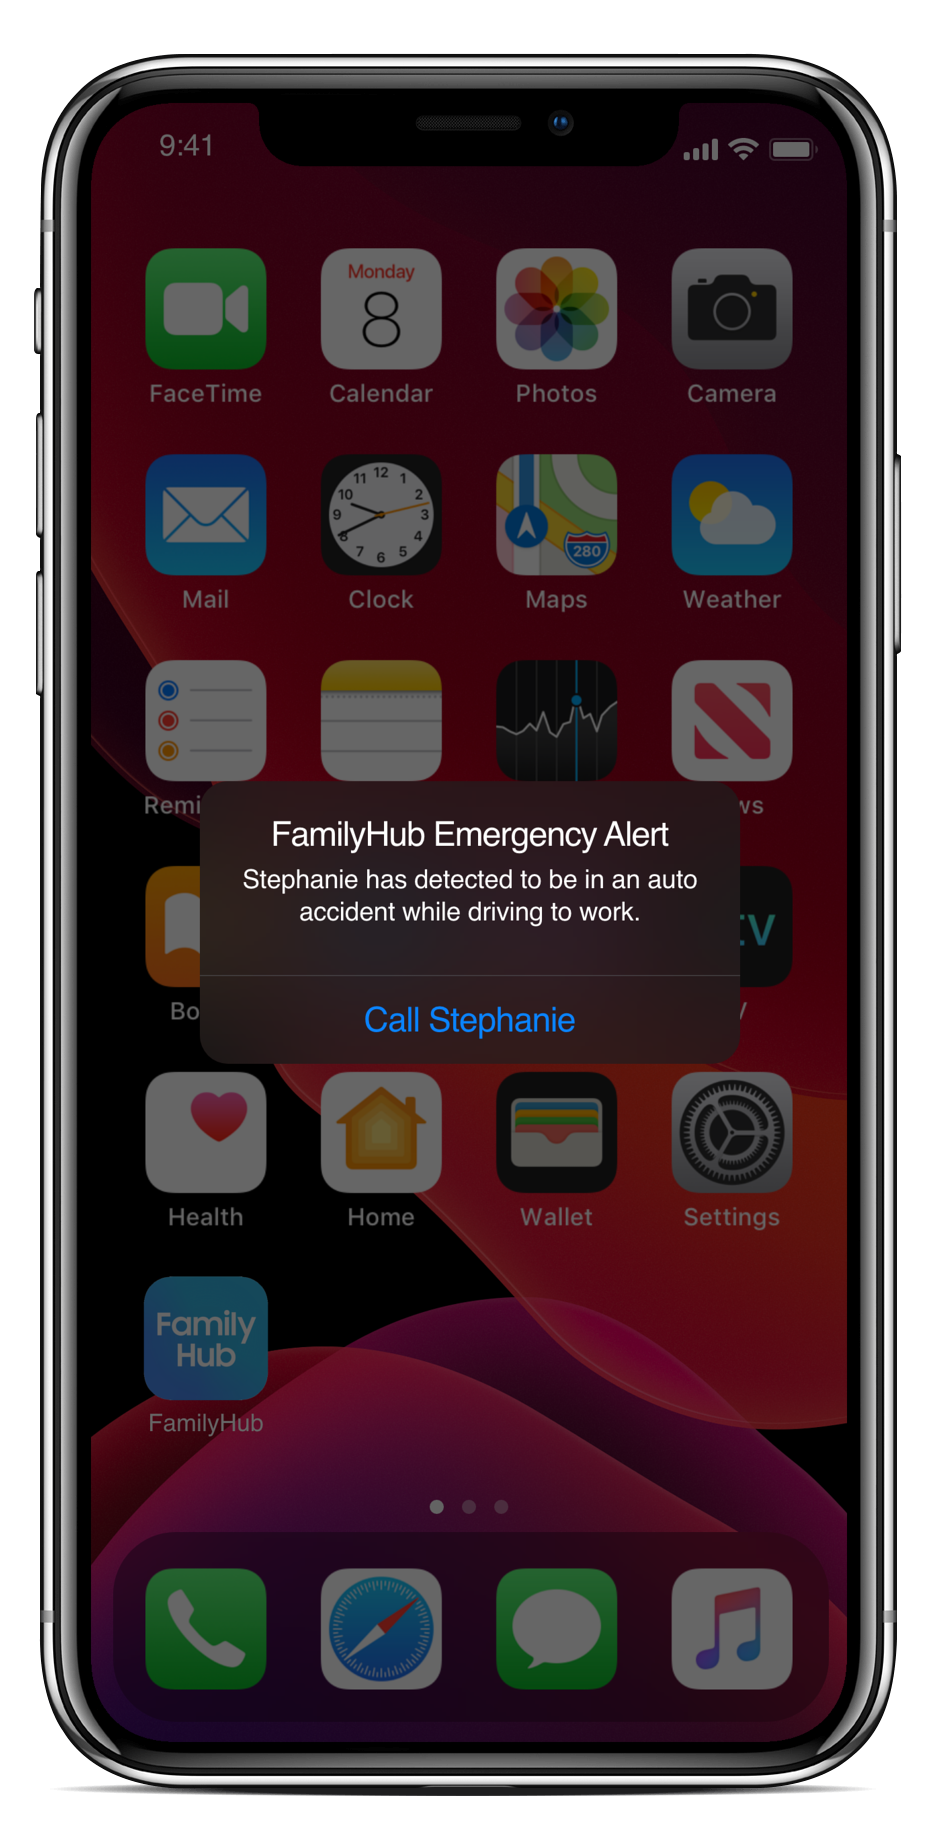 9:41
Monday
8
FaceTime Calendar Photos Camera
12
11 1
10 2
9 3
8 4
7 5
6
280
Mail Clock Maps Weather
Remi ws
FamilyHub Emergency Alert
Stephanie has detected to be in an auto
accident while driving to work.
tv
Bo
Call Stephanie
Health Home Wallet Settings
Family
Hub
FamilyHub